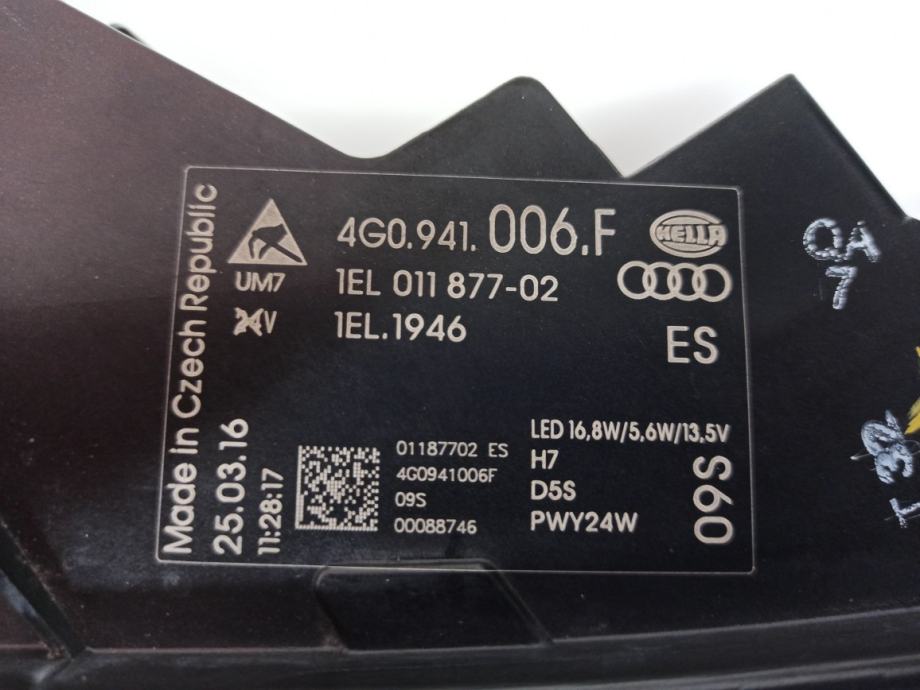 Made in Czech Republic
25.03.16
11:28:17
UM7
24V
4G0.941. 006.F
1EL 011 877-02
1EL.1946
HELLA
ES
01187702 ES
4G0941006F
09S
00088746
LED 16,8W/5,6W/13.5V
H7
D5S
PWY24W
09S
QA
7